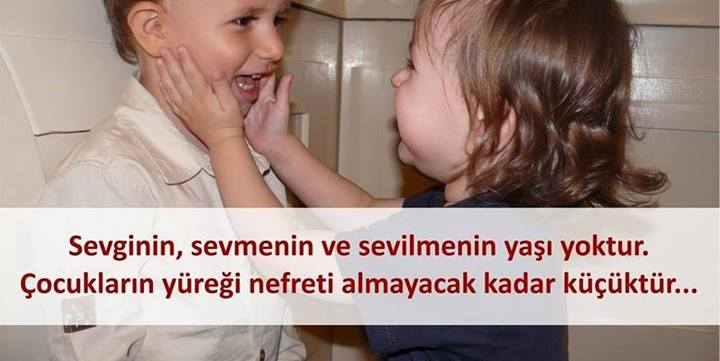 Sevginin, sevmenin ve sevilmenin yaşı yoktur.
Çocukların yüreği nefreti almayacak kadar küçüktür...